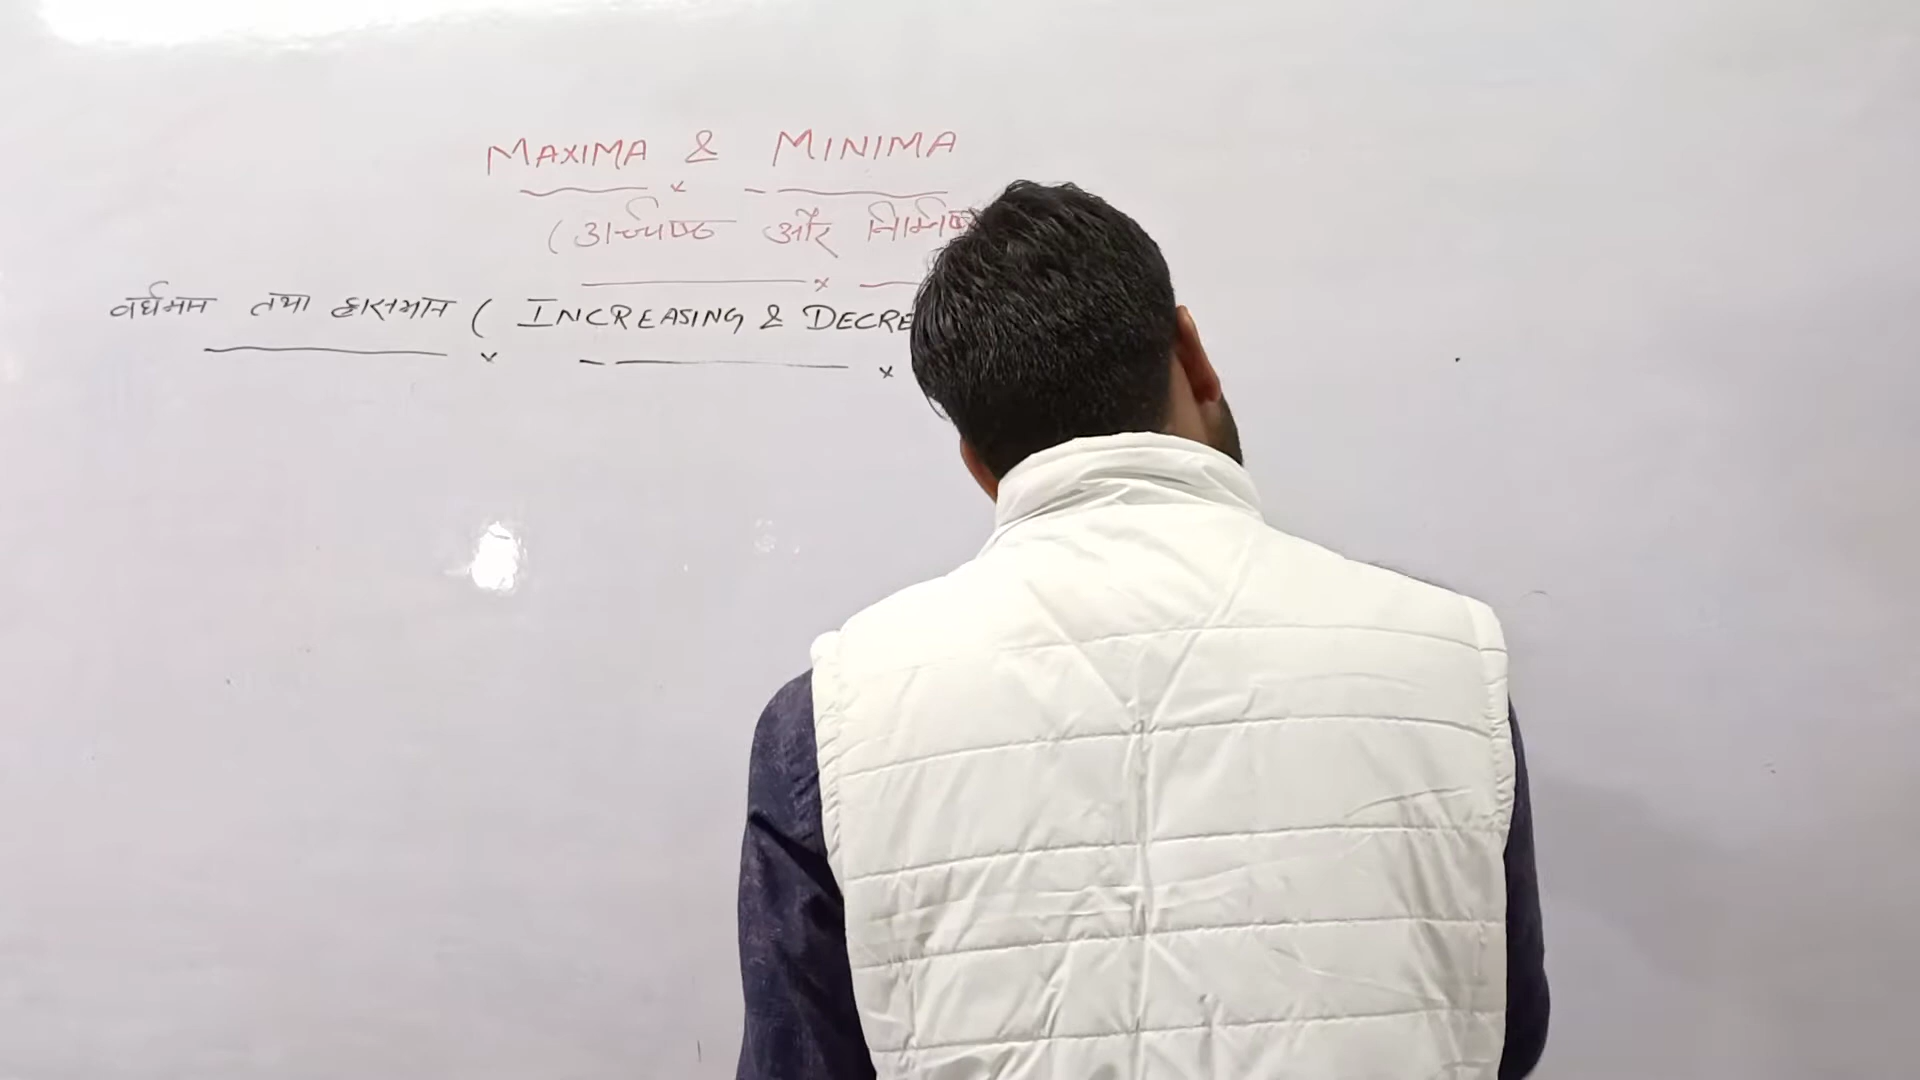 MAXIMA & MINIMA
(उच्चिष्ठ और निम्निष्ठ
वर्धमान तथा ह्रासमान ( INCREASING & DECRE